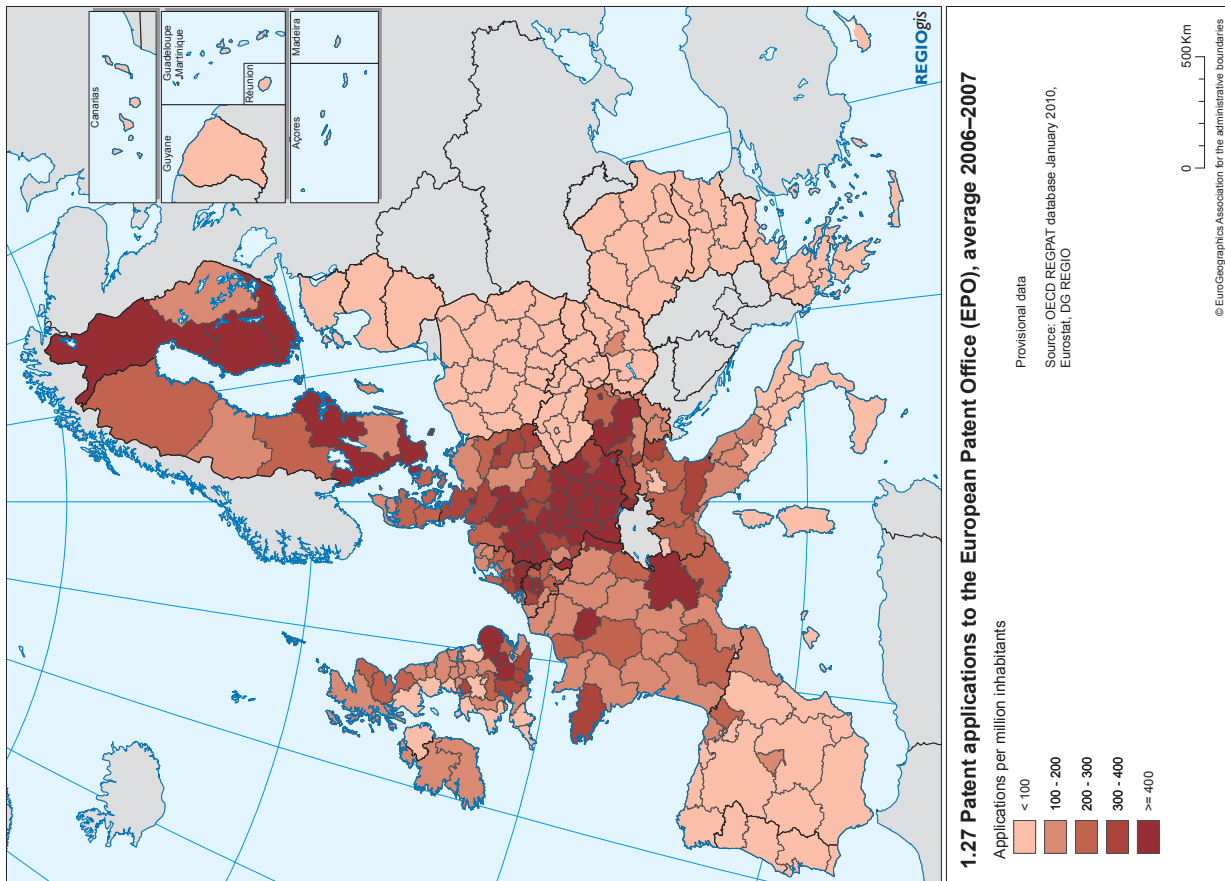 Canarias
Guyane
Guadeloupe
Martinique
Réunion
Açores
Madeira
REGIOgis
1.27 Patent applications to the European Patent Office (EPO), average 2006–2007
Applications per million inhabitants
< 100
100 - 200
200 - 300
300 - 400
>= 400
Provisional data
Source: OECD REGPAT database January 2010,
Eurostat, DG REGIO
0 500 Km
© EuroGeographics Association for the administrative boundaries